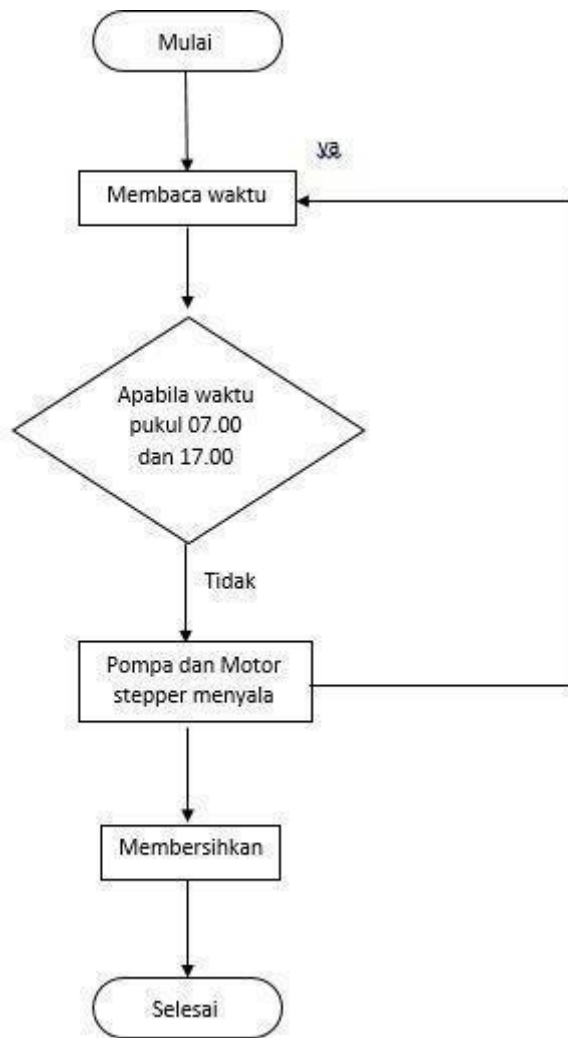 Mulai
ya
Membaca waktu
Apabila waktu
pukul 07.00
dan 17.00
Tidak
Pompa dan Motor
stepper menyala
Membersihkan
Selesai